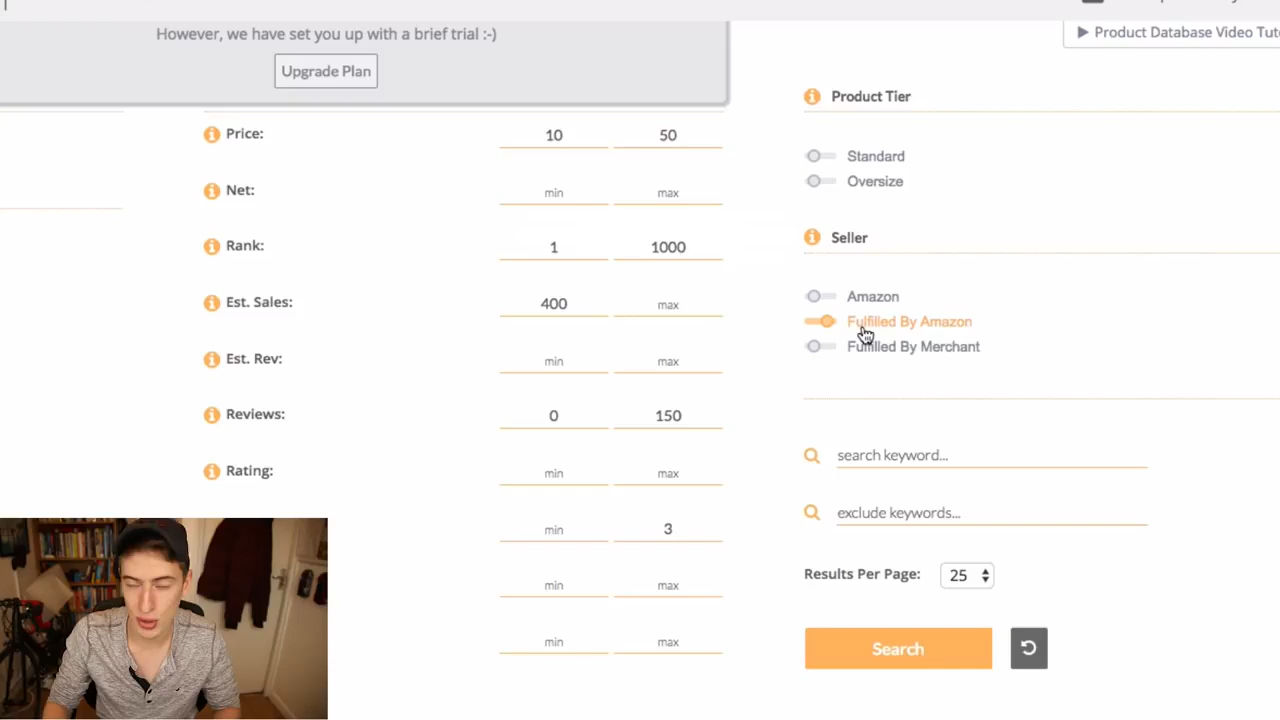 However, we have set you up with a brief trial :-)
Upgrade Plan
Product Database Video
Product Tier
Price: 10 50
Standard
Oversize
Net: min max
Seller
Rank: 1 1000
Amazon
Est. Sales: 400 max
Fulfilled By Amazon
Fulfilled By Merchant
Est. Rev: min max
Reviews: 0 150
search keyword...
Rating: min max
exclude keywords...
min 3
Results Per Page: 25
min max
Search
min max